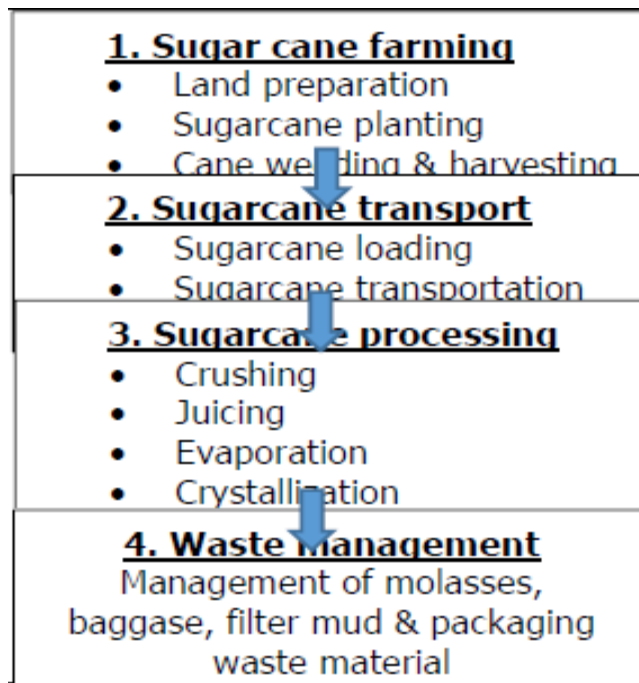 1. Sugar cane farming
• Land preparation
• Sugarcane planting
• Cane weeding & harvesting
2. Sugarcane transport
• Sugarcane loading
• Sugarcane transportation
3. Sugarcane processing
• Crushing
• Juicing
• Evaporation
• Crystallization
4. Waste management
Management of molasses,
baggase, filter mud & packaging
waste material